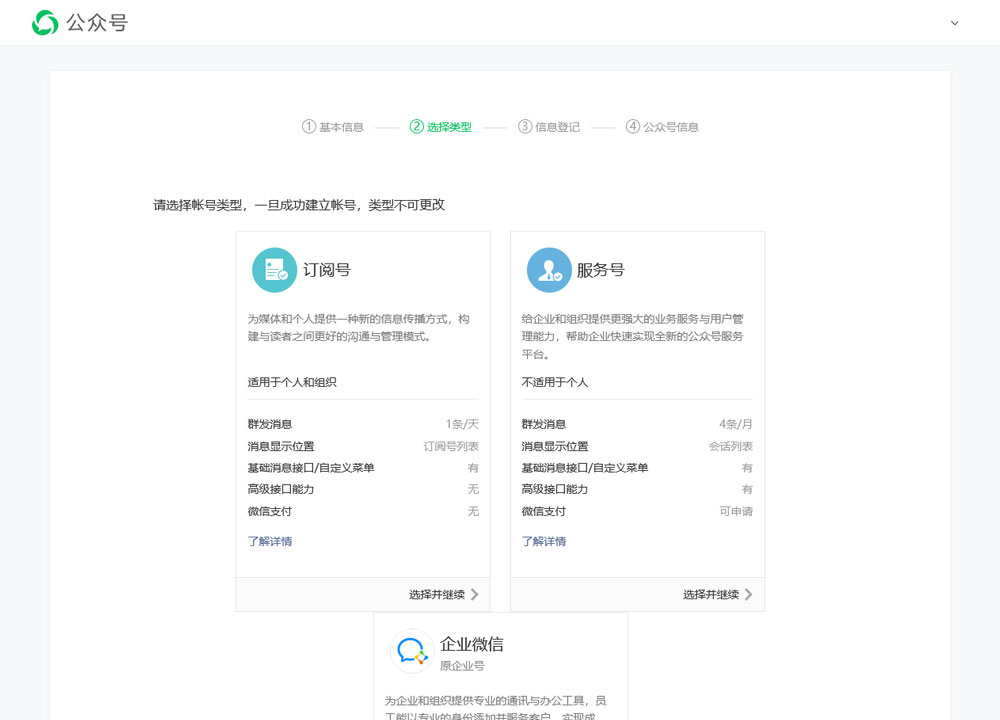 公众号
① 基本信息 ② 选择类型 ③ 信息登记 ④ 公众号信息
请选择帐号类型，一旦成功建立帐号，类型不可更改
订阅号
为媒体和个人提供一种新的信息传播方式，构
建与读者之间更好的沟通与管理模式。
适用于个人和组织
群发消息 1条/天
消息显示位置 订阅号列表
基础消息接口/自定义菜单 有
高级接口能力 无
微信支付 无
了解详情
选择并继续
服务号
给企业和组织提供更强大的业务服务与用户管
理能力，帮助企业快速实现全新的公众号服务
平台。
不适用于个人
群发消息 4条/月
消息显示位置 会话列表
基础消息接口/自定义菜单 有
高级接口能力 有
微信支付 可申请
了解详情
选择并继续
企业微信
原企业号
为企业和组织提供专业的通讯与办公工具，员
工能以专业的身份添加并服务客户，实现成